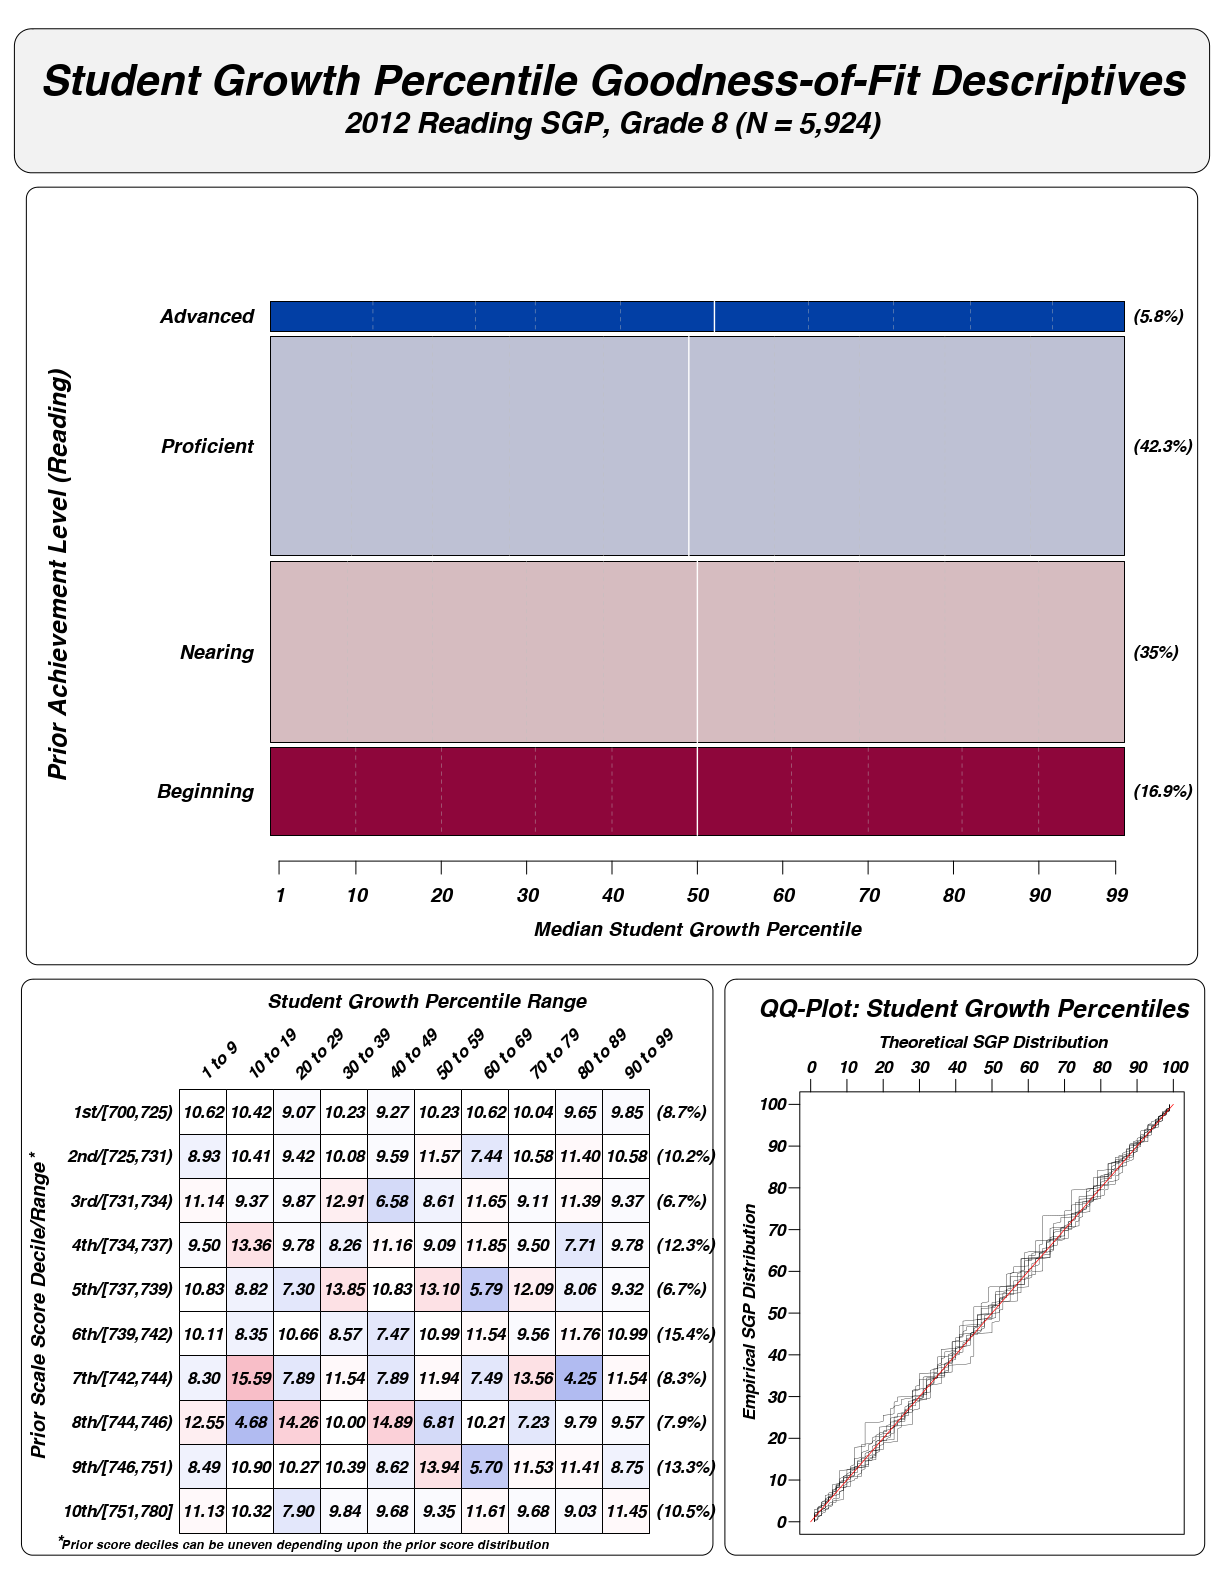 Student Growth Percentile Goodness-of-Fit Descriptives
2012 Reading SGP, Grade 8 (N = 5,924)
Prior Achievement Level (Reading)
Advanced (5.8%)
Proficient (42.3%)
Nearing (35%)
Beginning (16.9%)
1 10 20 30 40 50 60 70 80 90 99
Median Student Growth Percentile
Student Growth Percentile Range
1 to 9 10 to 19 20 to 29 30 to 39 40 to 49 50 to 59 60 to 69 70 to 79 80 to 89 90 to 99
Prior Scale Score Decile/Range*
1st/[700,725) 10.62 10.42 9.07 10.23 9.27 10.23 10.62 10.04 9.65 9.85 (8.7%)
2nd/[725,731) 8.93 10.41 9.42 10.08 9.59 11.57 7.44 10.58 11.40 10.58 (10.2%)
3rd/[731,734) 11.14 9.37 9.87 12.91 6.58 8.61 11.65 9.11 11.39 9.37 (6.7%)
4th/[734,737) 9.50 13.36 9.78 8.26 11.16 9.09 11.85 9.50 7.71 9.78 (12.3%)
5th/[737,739) 10.83 8.82 7.30 13.85 10.83 13.10 5.79 12.09 8.06 9.32 (6.7%)
6th/[739,742) 10.11 8.35 10.66 8.57 7.47 10.99 11.54 9.56 11.76 10.99 (15.4%)
7th/[742,744) 8.30 15.59 7.89 11.54 7.89 11.94 7.49 13.56 4.25 11.54 (8.3%)
8th/[744,746) 12.55 4.68 14.26 10.00 14.89 6.81 10.21 7.23 9.79 9.57 (7.9%)
9th/[746,751) 8.49 10.90 10.27 10.39 8.62 13.94 5.70 11.53 11.41 8.75 (13.3%)
10th/[751,780] 11.13 10.32 7.90 9.84 9.68 9.35 11.61 9.68 9.03 11.45 (10.5%)
*Prior score deciles can be uneven depending upon the prior score distribution
QQ-Plot: Student Growth Percentiles
Theoretical SGP Distribution
0 10 20 30 40 50 60 70 80 90 100
Empirical SGP Distribution
100
90
80
70
60
50
40
30
20
10
0